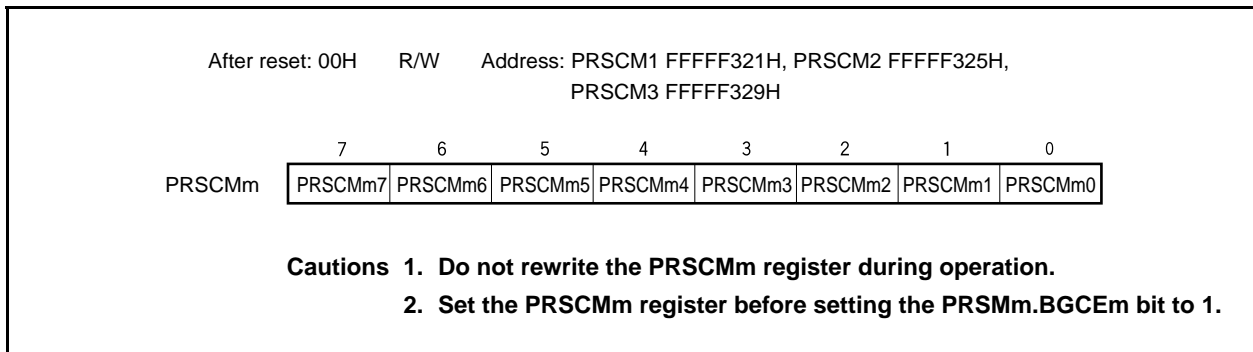 After reset: 00H R/W Address: PRSCM1 FFFFF321H, PRSCM2 FFFFF325H,
PRSCM3 FFFFF329H
7 6 5 4 3 2 1 0
PRSCMm PRSCMm7 PRSCMm6 PRSCMm5 PRSCMm4 PRSCMm3 PRSCMm2 PRSCMm1 PRSCMm0
Cautions 1. Do not rewrite the PRSCMm register during operation.
2. Set the PRSCMm register before setting the PRSMm.BGCEm bit to 1.